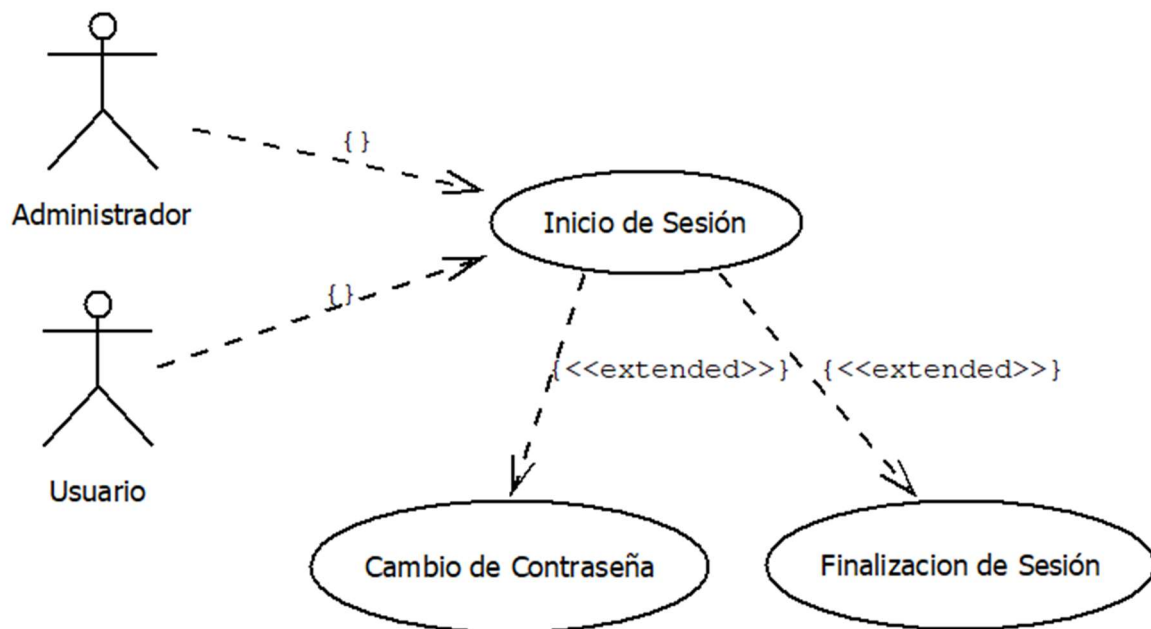 {}
Administrador
Inicio de Sesión
{}
{<<extended>>}
{<<extended>>}
Usuario
Cambio de Contraseña
Finalizacion de Sesión